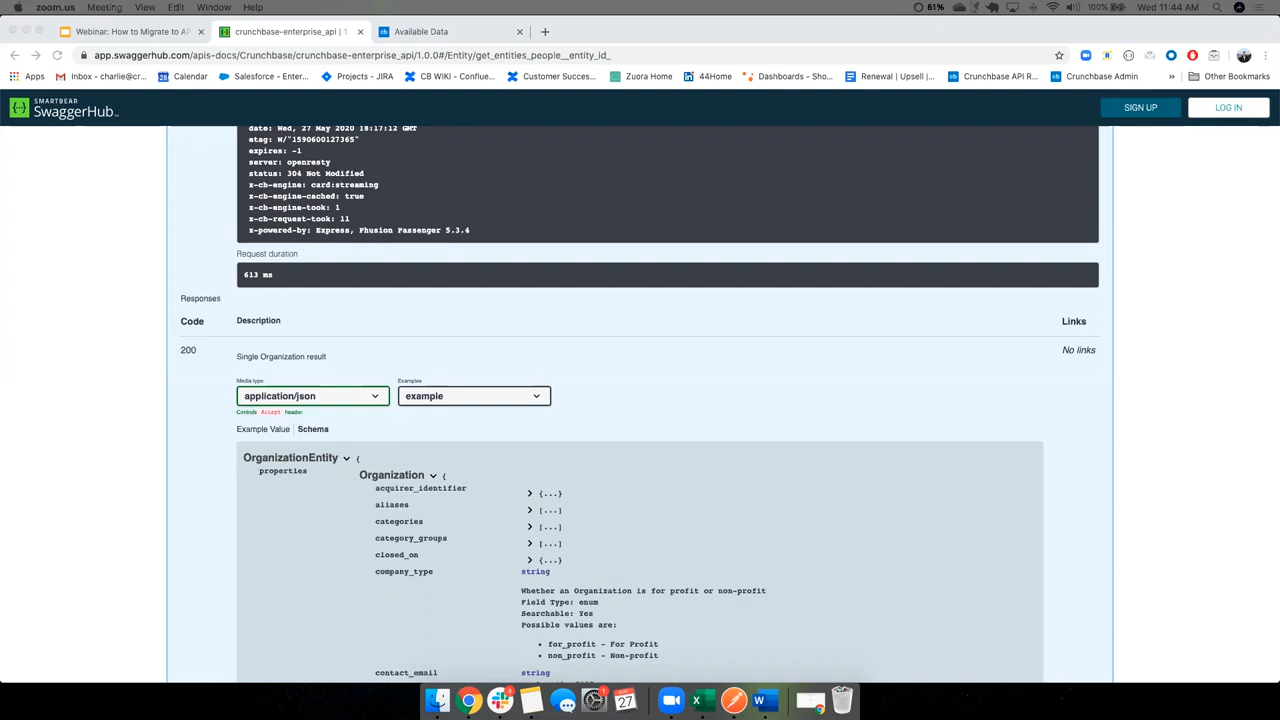 zoom.us Meeting View Edit Window Help 61% 100% Wed 11:44 AM
Webinar: How to Migrate to AP crunchbase-enterprise_api | 1. Available Data
app.swaggerhub.com/apis-docs/Crunchbase/crunchbase-enterprise_api/1.0.0#/Entity/get_entities_people__entity_id_
Apps Inbox - charlie@cr... Calendar Salesforce - Enter... Projects - JIRA CB WIKI - Conflue... Customer Succes... Zuora Home 44Home Dashboards - Sho... Renewal | Upsell |... Crunchbase API R... Crunchbase Admin » Other Bookmarks
SMARTBEAR
SwaggerHub
SIGN UP LOG IN
date: Wed, 27 May 2020 18:17:12 GMT
etag: W/"1590600127365"
expires: -1
server: openresty
status: 304 Not Modified
x-cb-engine: card:streaming
x-cb-engine-cached: true
x-cb-engine-took: 1
x-cb-request-took: 11
x-powered-by: Express, Phusion Passenger 5.3.4
Request duration
613 ms
Responses
Code Description Links
200 Single Organization result No links
Media type Examples
application/json example
Controls Accept header.
Example Value | Schema
OrganizationEntity {
properties Organization {
acquirer_identifier {...}
aliases [...]
categories [...]
category_groups [...]
closed_on {...}
company_type string
Whether an Organization is for profit or non-profit
Field Type: enum
Searchable: Yes
Possible values are:
• for_profit - For Profit
• non_profit - Non-profit
contact_email string
3 1 MAY 27